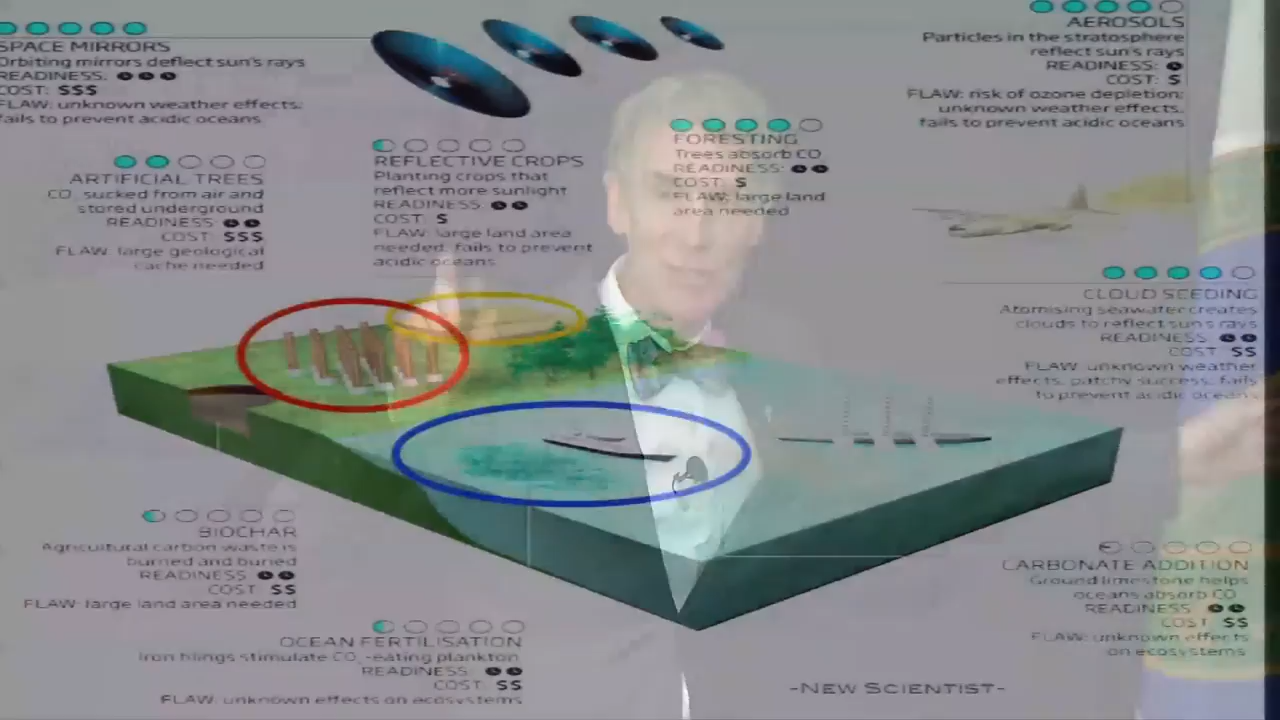 SPACE MIRRORS
Orbiting mirrors deflect sun's rays
READINESS:
COST: $$$
FLAW: unknown weather effects;
fails to prevent acidic oceans
AEROSOLS
Particles in the stratosphere
reflect sun's rays
READINESS:
COST: $
FLAW: risk of ozone depletion;
unknown weather effects;
fails to prevent acidic oceans
ARTIFICIAL TREES
CO2 sucked from air and
stored underground
READINESS
COST: $$$
FLAW: large geological
cache needed
REFLECTIVE CROPS
Planting crops that
reflect more sunlight
READINESS
COST: $
FLAW: large land area
needed; fails to prevent
acidic oceans
FORESTING
Trees absorb CO
READINESS:
COST: $
FLAW: large land
area needed
CLOUD SEEDING
Atomising seawater creates
clouds to reflect sun's rays
READINESS:
COST: $$
FLAW: unknown weather
effects, patchy success, fails
to prevent acidic oceans
BIOCHAR
Agricultural carbon waste is
burned and buried
READINESS
COST: $$
FLAW: large land area needed
OCEAN FERTILISATION
Iron filings stimulate CO2-eating plankton
READINESS:
COST: $$
FLAW: unknown effects on ecosystems
CARBONATE ADDITION
Ground limestone helps
oceans absorb CO
READINESS:
COST: $$
FLAW: unknown effects
on ecosystems
-NEW SCIENTIST-